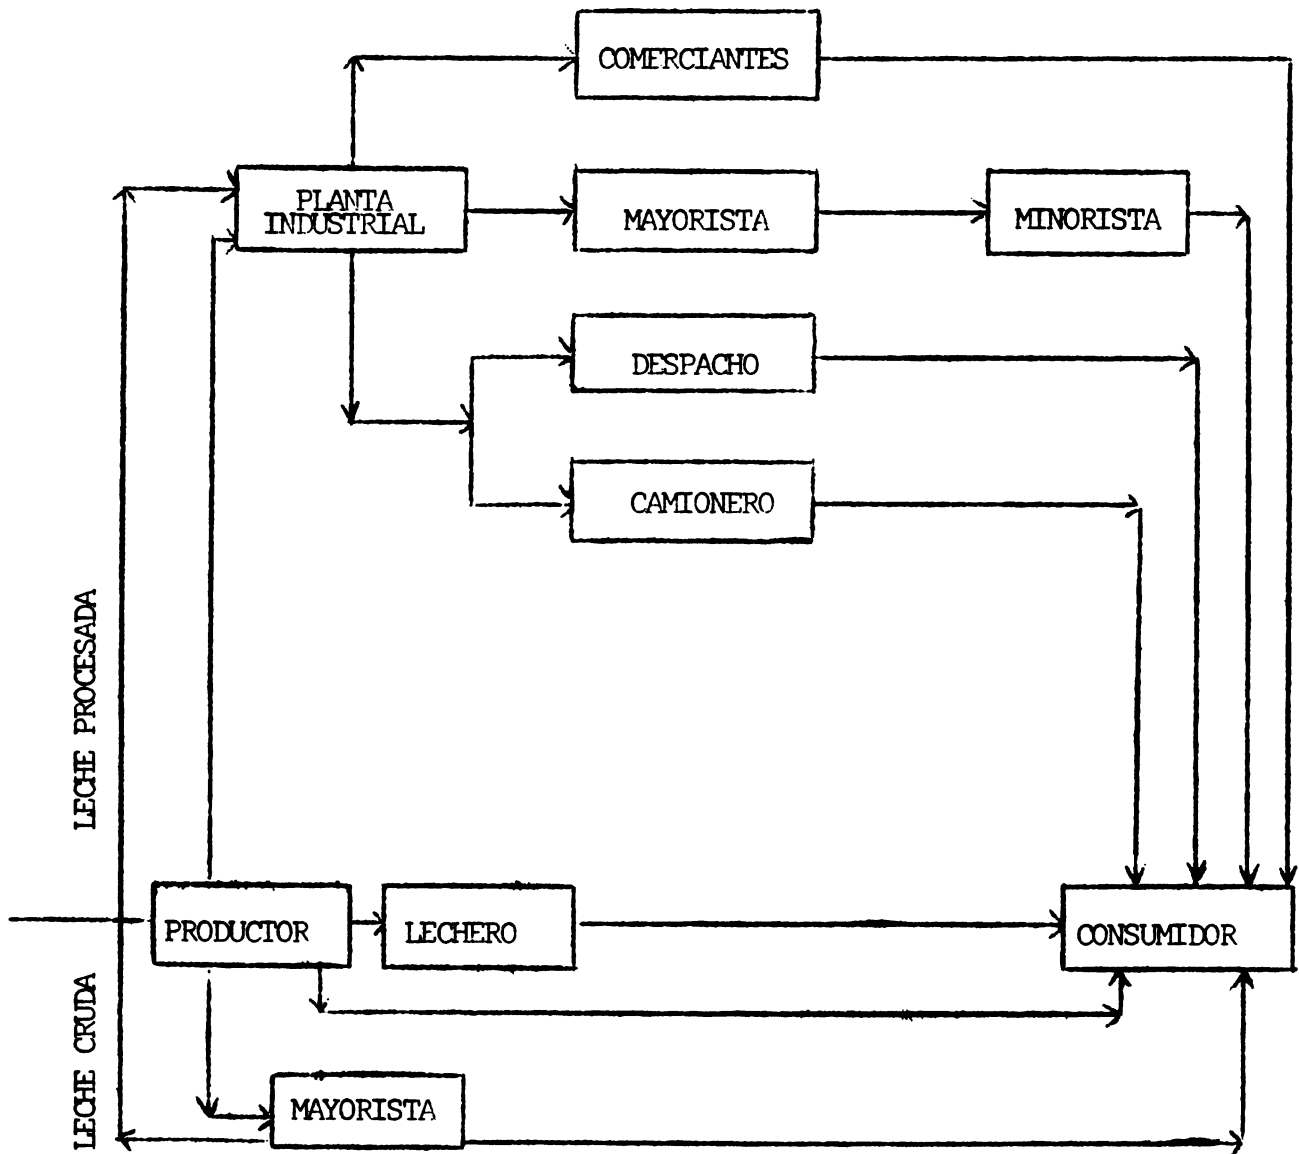 COMERCIANTES
PLANTA
INDUSTRIAL
MAYORISTA
MINORISTA
DESPACHO
CAMIONERO
LECHE PROCESADA
PRODUCTOR
LECHERO
CONSUMIDOR
LECHE CRUDA
MAYORISTA